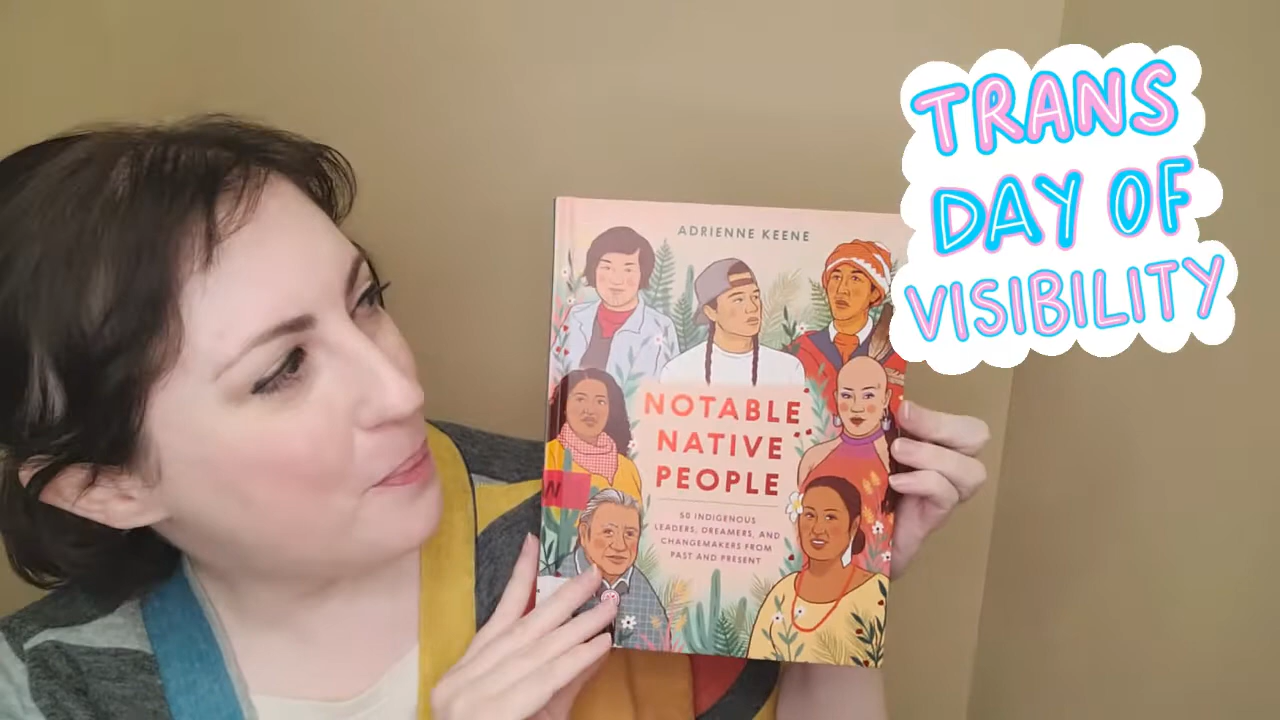 TRANS
DAY OF
VISIBILITY
ADRIENNE KEENE
NOTABLE
NATIVE
PEOPLE
50 INDIGENOUS
LEADERS, DREAMERS, AND
CHANGEMAKERS FROM
PAST AND PRESENT
N